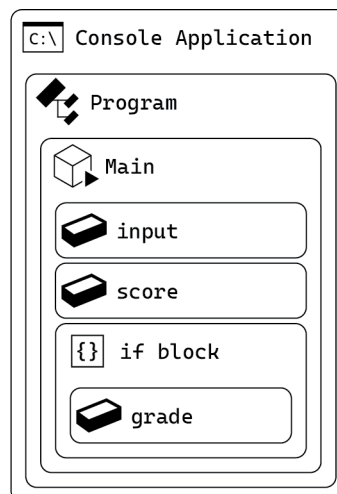 C:\ Console Application
Program
Main
input
score
{} if block
grade